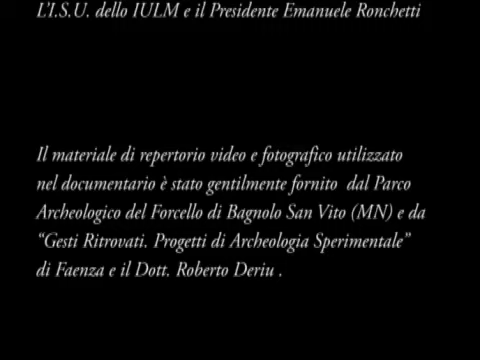 L'I.S.U. dello IULM e il Presidente Emanuele Ronchetti
Il materiale di repertorio video e fotografico utilizzato
nel documentario è stato gentilmente fornito dal Parco
Archeologico del Forcello di Bagnolo San Vito (MN) e da
“Gesti Ritrovati. Progetti di Archeologia Sperimentale”
di Faenza e il Dott. Roberto Deriu .